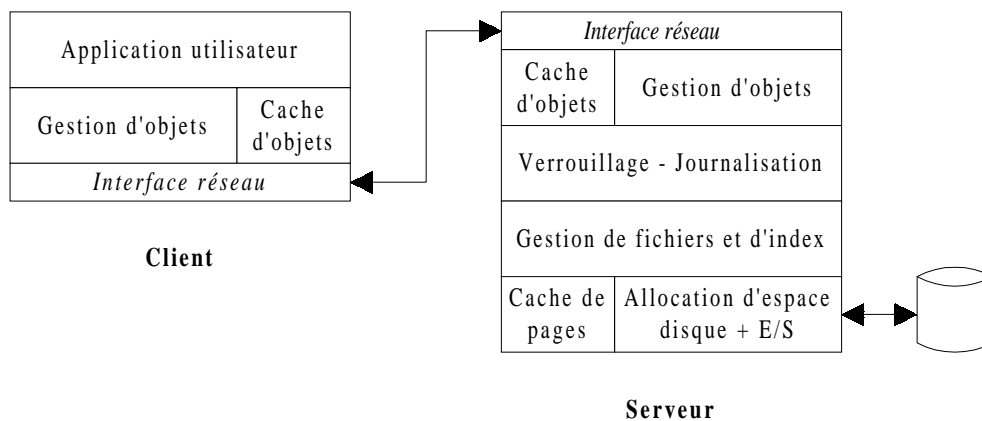 Application utilisateur
Gestion d'objets
Cache
d'objets
Interface réseau
Client
Interface réseau
Cache
d'objets
Gestion d'objets
Verrouillage - Journalisation
Gestion de fichiers et d'index
Cache de
pages
Allocation d'espace
disque + E/S
Serveur